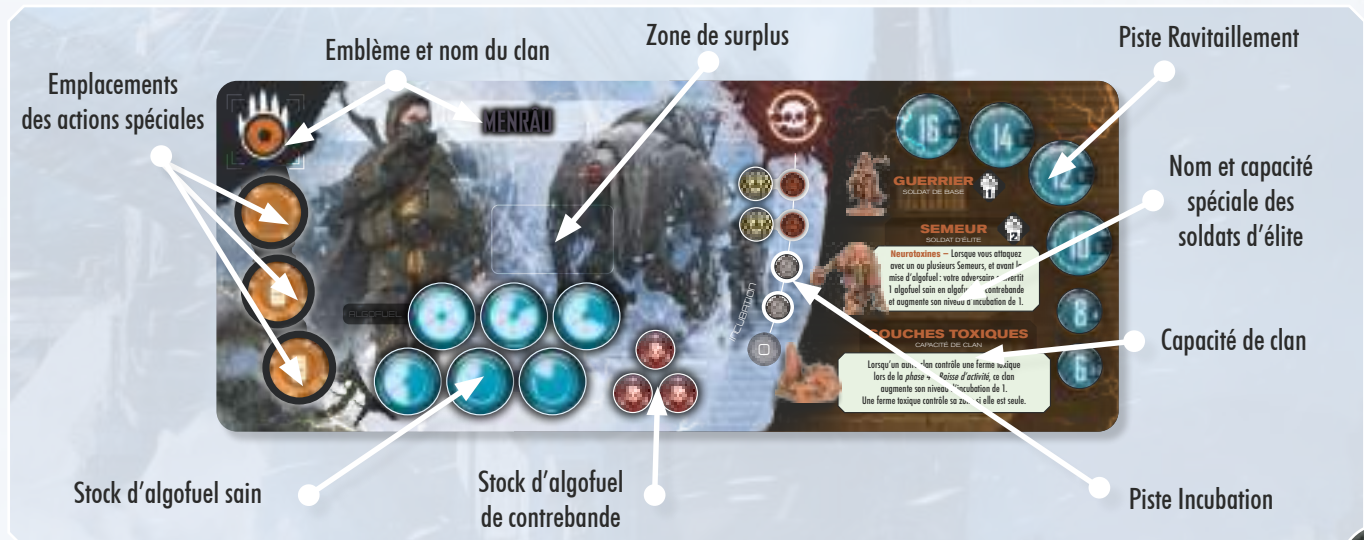 Emblème et nom du clan
Zone de surplus
Piste Ravitaillement
Emplacements
des actions spéciales
MENRAD
16
14
12
10
8
6
GUERRIER
SOLDAT DE BASE
SEMEUR
SOLDAT D'ÉLITE
12
Neurotoxines – Lorsque vous attaquez
avec un ou plusieurs Semeurs, et avant la
mise d'algofuel : votre adversaire
1 algofuel sain en algofuel contrebande
et augmente son niveau d'incubation de 1.
ALGOFUEL
INCUBATION
SOUCHES TOXIQUES
CAPACITÉ DE CLAN
Lorsqu'un autre clan contrôle une ferme toxique
lors de la phase 4 Baisse d'activité, ce clan
augmente son niveau d'incubation de 1.
Une ferme toxique contrôle sa zone si elle est seule.
Nom et capacité
spéciale des
soldats d'élite
Capacité de clan
Stock d'algofuel sain
Stock d'algofuel
de contrebande
Piste Incubation